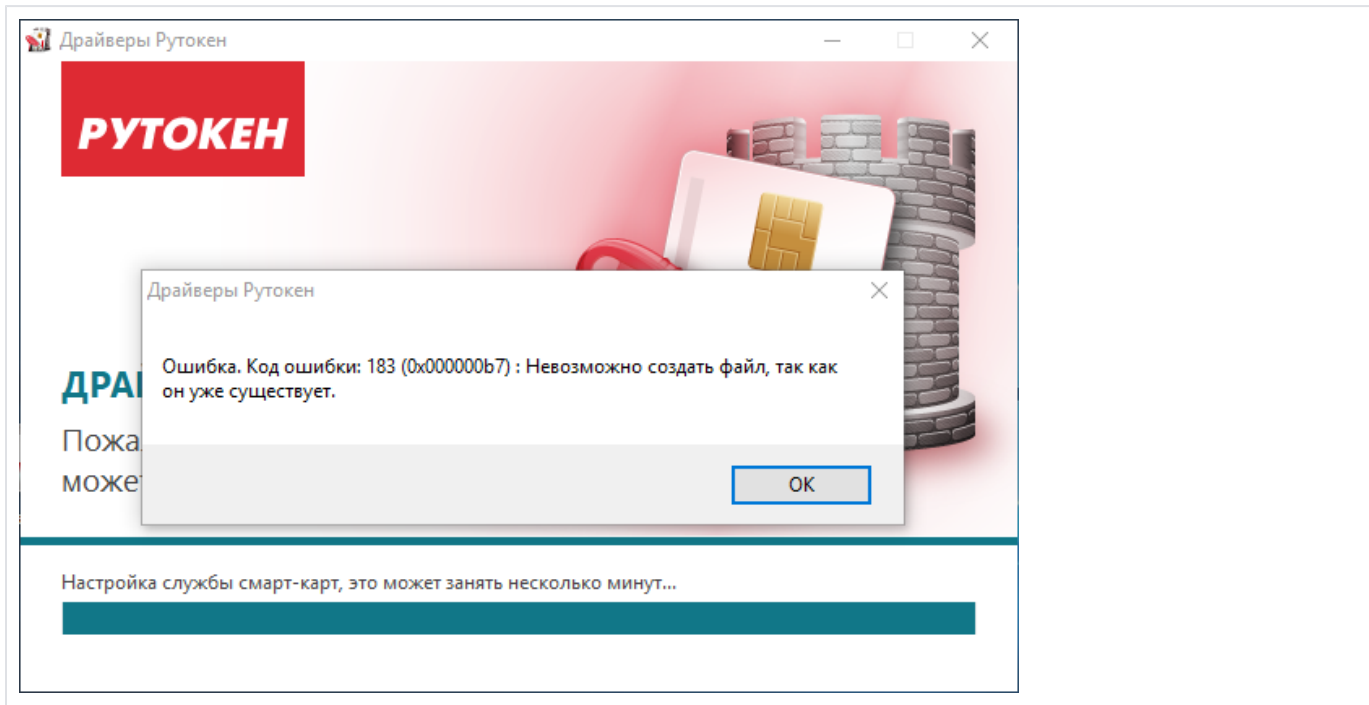 Драйверы Рутокен
РУТОКЕН
Драйверы Рутокен
Ошибка. Код ошибки: 183 (0x000000b7) : Невозможно создать файл, так как
он уже существует.
ДРА
Пожа
може
OK
Настройка службы смарт-карт, это может занять несколько минут...